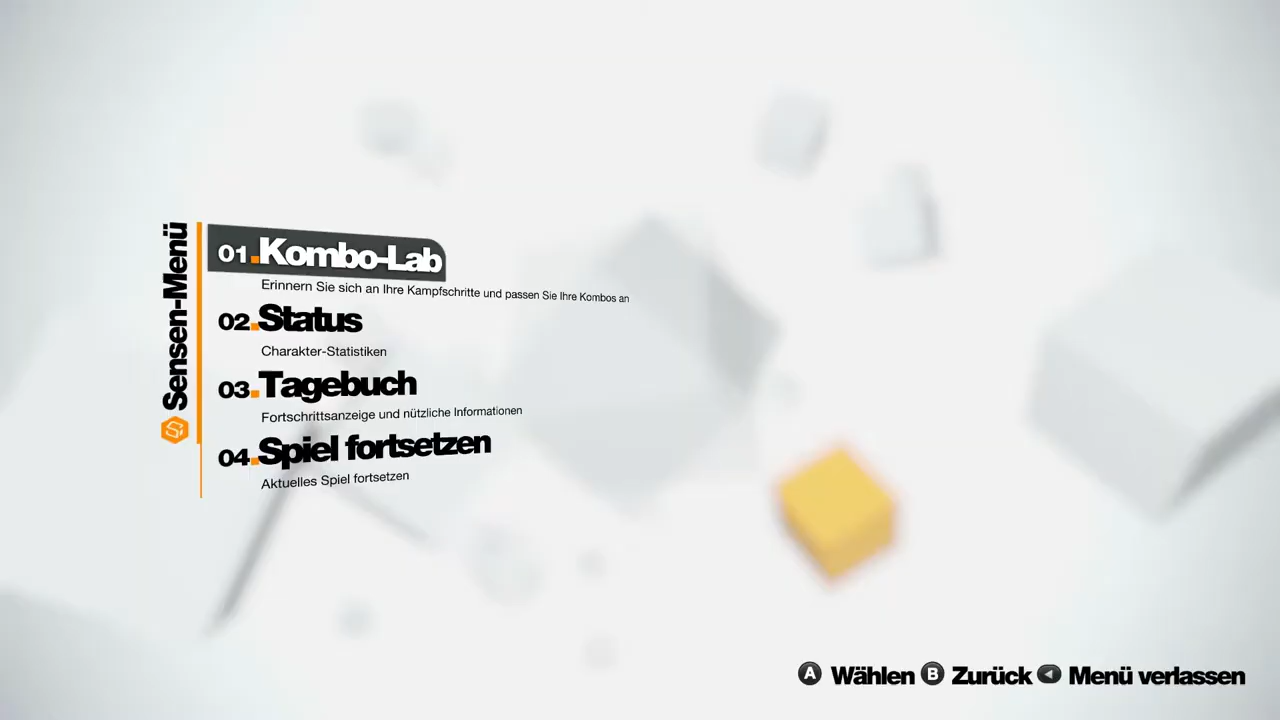 Sensen-Menü
01.Kombo-Lab
Erinnern Sie sich an Ihre Kampfschritte und passen Sie Ihre Kombos an
02.Status
Charakter-Statistiken
03.Tagebuch
Fortschrittsanzeige und nützliche Informationen
04.Spiel fortsetzen
Aktuelles Spiel fortsetzen
A Wählen B Zurück Menü verlassen